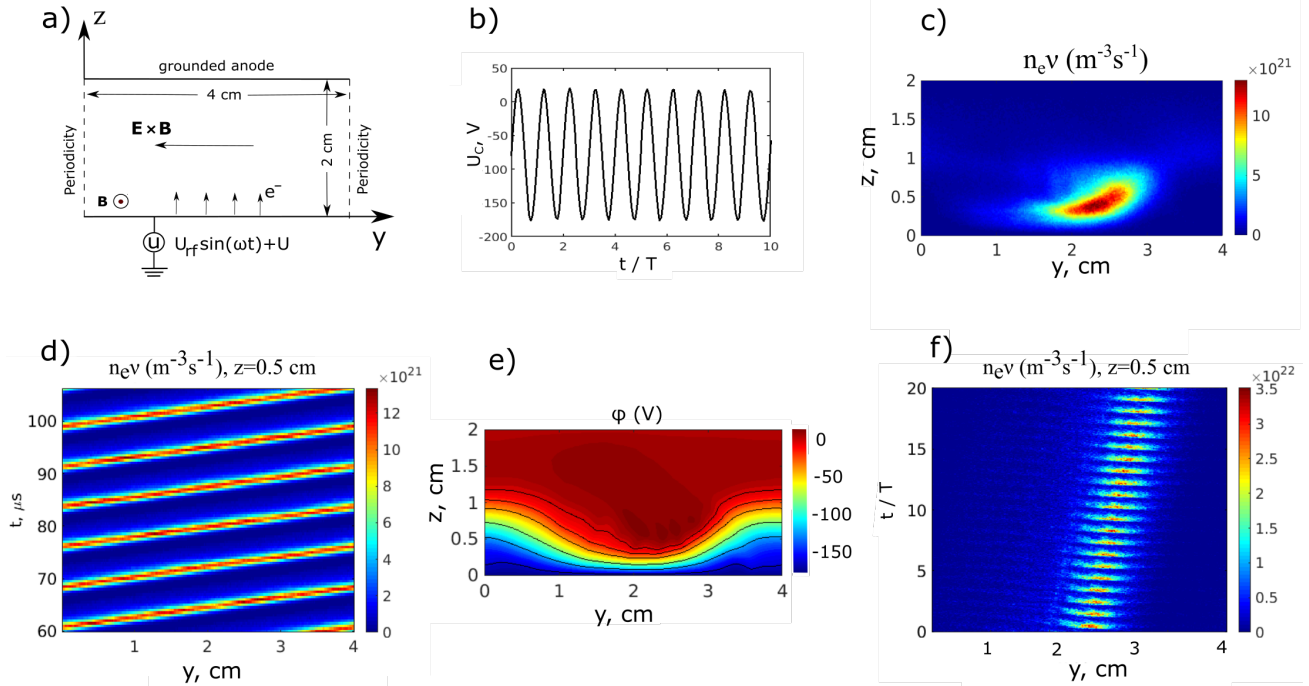 a)
z
grounded anode
4 cm
E×B
2 cm
Periodicity
Periodicity
B
e⁻
y
u
U_rf sin(ωt)+U
b)
50
0
-50
-100
-150
-200
U_C, V
0
2
4
6
8
10
t / T
c)
n_eν (m⁻³s⁻¹)
×10²¹
2
1.5
1
0.5
0
z, cm
0
1
2
3
4
y, cm
10
5
0
d)
n_eν (m⁻³s⁻¹), z=0.5 cm
×10²¹
100
90
80
70
60
t, μs
1
2
3
4
y, cm
12
10
8
6
4
2
0
e)
φ (V)
2
1.5
1
0.5
0
z, cm
0
1
2
3
4
y, cm
0
-50
-100
-150
f)
n_eν (m⁻³s⁻¹), z=0.5 cm
×10²²
20
15
10
5
0
t / T
1
2
3
4
y, cm
3.5
3
2.5
2
1.5
1
0.5
0